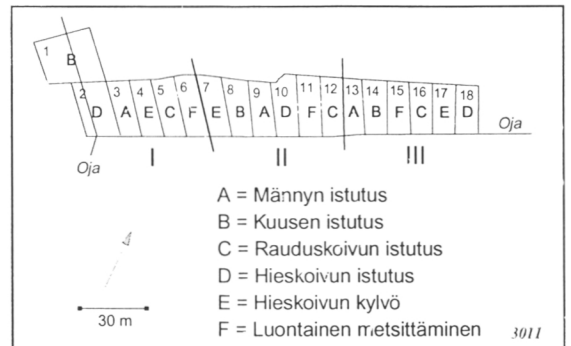 1 B
2 3 4 5 6 7 8 9 10 11 12 13 14 15 16 17 18
D A E C F E B A D F C A B F C E D
Oja
Oja
I II III
A = Männyn istutus
B = Kuusen istutus
C = Rauduskoivun istutus
D = Hieskoivun istutus
E = Hieskoivun kylvö
F = Luontainen metsittäminen
30 m
3011